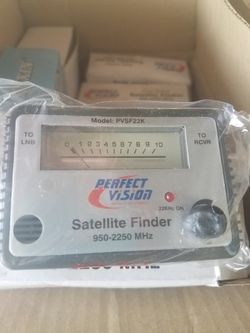 Model: PVSF22K
TO
LNB
TO
RCVR
0 1 2 3 4 5 6 7 8 9 10
PERFECT
VISION
22KHz ON
Satellite Finder
950-2250 MHz